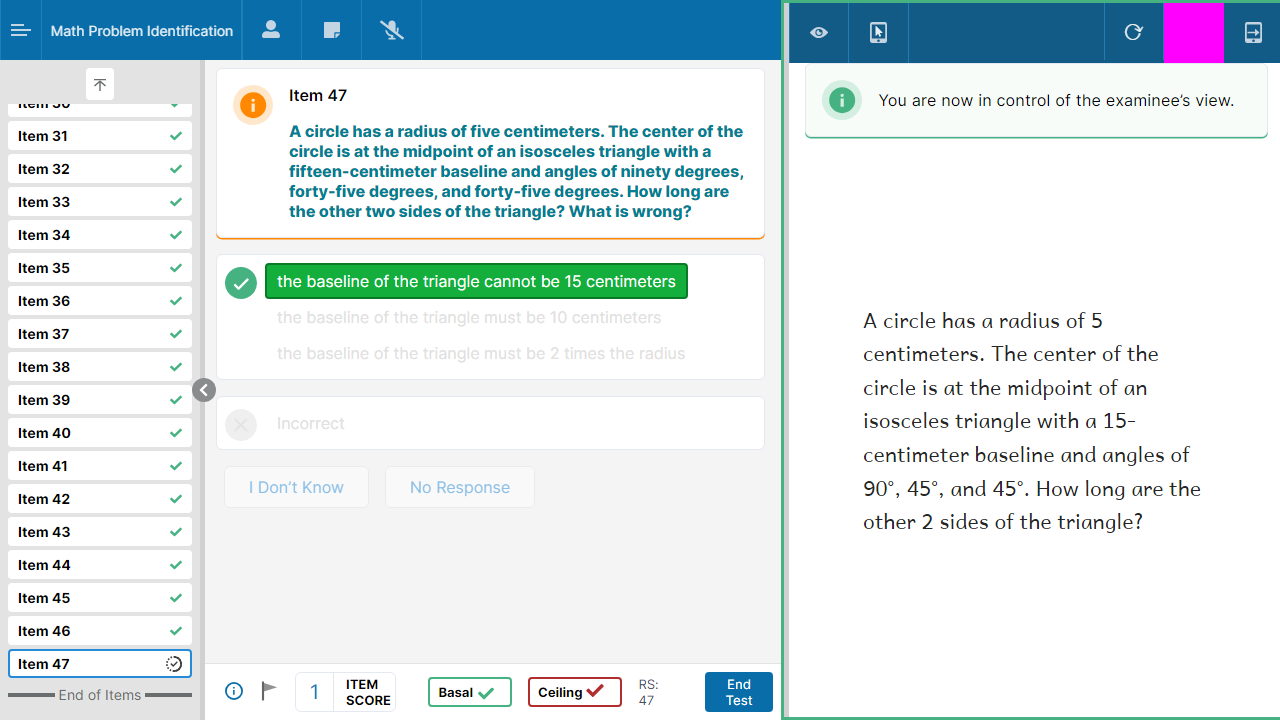 Math Problem Identification
Item 30
Item 31
Item 32
Item 33
Item 34
Item 35
Item 36
Item 37
Item 38
Item 39
Item 40
Item 41
Item 42
Item 43
Item 44
Item 45
Item 46
Item 47
End of Items
Item 47
A circle has a radius of five centimeters. The center of the
circle is at the midpoint of an isosceles triangle with a
fifteen-centimeter baseline and angles of ninety degrees,
forty-five degrees, and forty-five degrees. How long are
the other two sides of the triangle? What is wrong?
the baseline of the triangle cannot be 15 centimeters
the baseline of the triangle must be 10 centimeters
the baseline of the triangle must be 2 times the radius
Incorrect
I Don't Know
No Response
1
ITEM
SCORE
Basal
Ceiling
RS:
47
End
Test
You are now in control of the examinee's view.
A circle has a radius of 5
centimeters. The center of the
circle is at the midpoint of an
isosceles triangle with a 15-
centimeter baseline and angles of
90°, 45°, and 45°. How long are the
other 2 sides of the triangle?